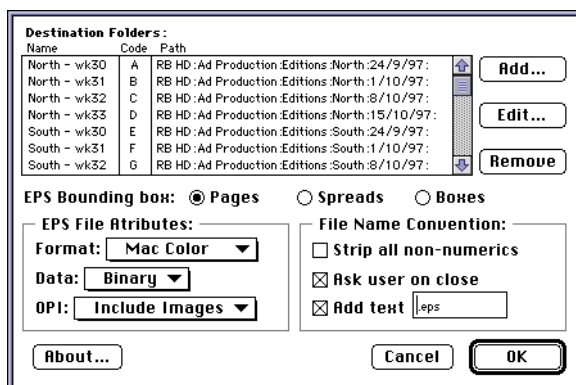 Destination Folders:
Name Code Path
North - wk30 A RB HD:Ad Production:Editions:North:24/9/97:
North - wk31 B RB HD:Ad Production:Editions:North:1/10/97:
North - wk32 C RB HD:Ad Production:Editions:North:8/10/97:
North - wk33 D RB HD:Ad Production:Editions:North:15/10/97:
South - wk30 E RB HD:Ad Production:Editions:South:24/9/97:
South - wk31 F RB HD:Ad Production:Editions:South:1/10/97:
South - wk32 G RB HD:Ad Production:Editions:South:8/10/97:
Add...
Edit...
Remove
EPS Bounding box: Pages Spreads Boxes
EPS File Atributes:
Format: Mac Color
Data: Binary
OPI: Include Images
File Name Convention:
Strip all non-numerics
Ask user on close
Add text .eps
About...
Cancel
OK